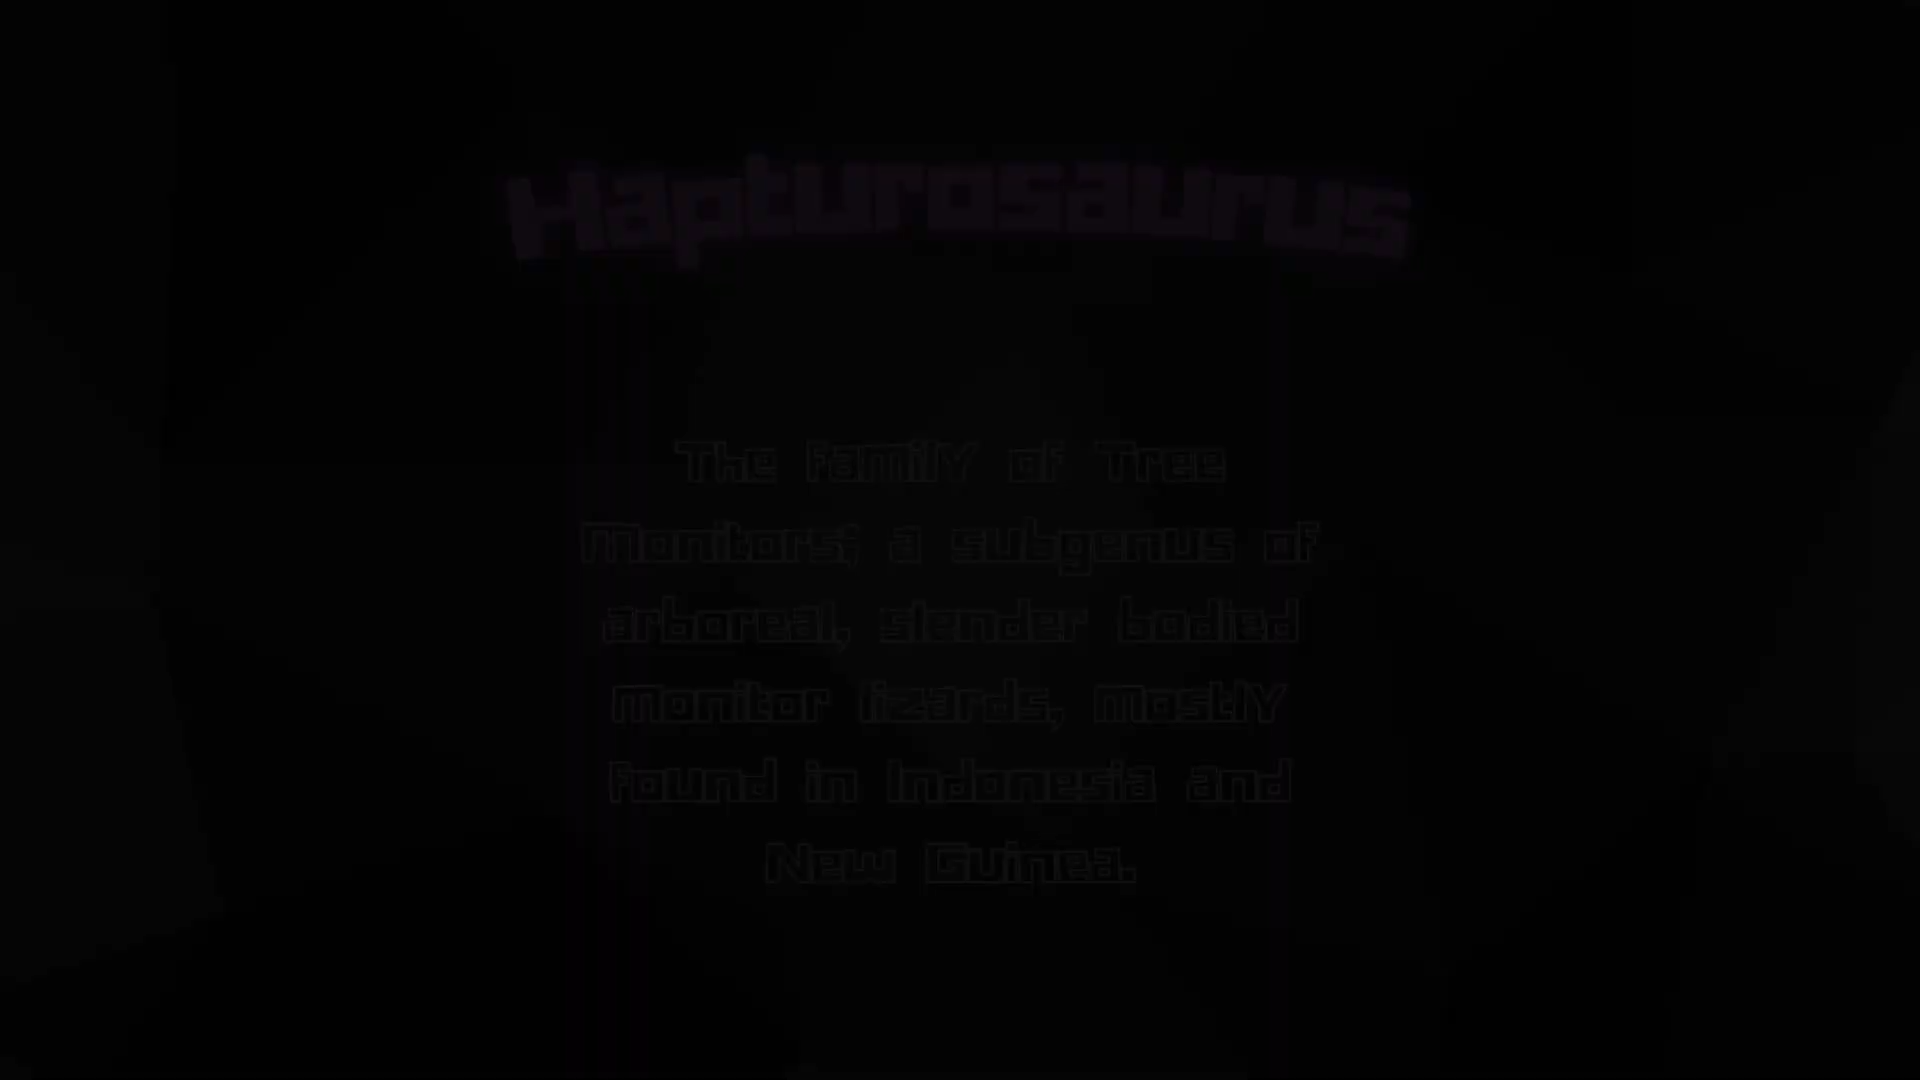 Hapturosaurus
The family of Tree
Monitors; a subgenus of
arboreal, slender bodied
monitor lizards, mostly
found in Indonesia and
New Guinea.